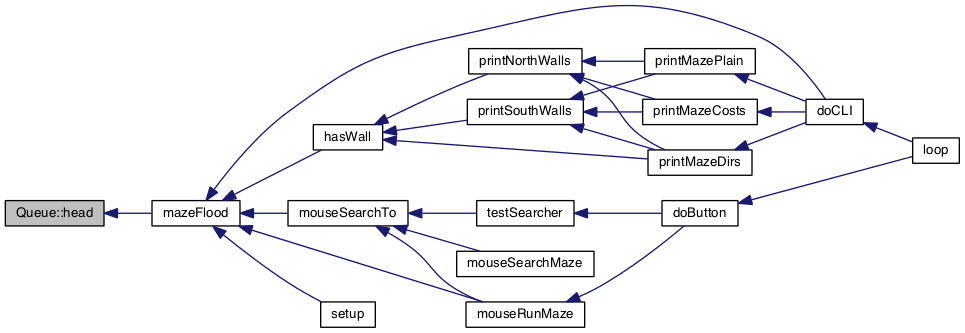 printNorthWalls
printMazePlain
printSouthWalls
printMazeCosts
doCLI
hasWall
printMazeDirs
loop
Queue::head
mazeFlood
mouseSearchTo
testSearcher
doButton
mouseSearchMaze
setup
mouseRunMaze